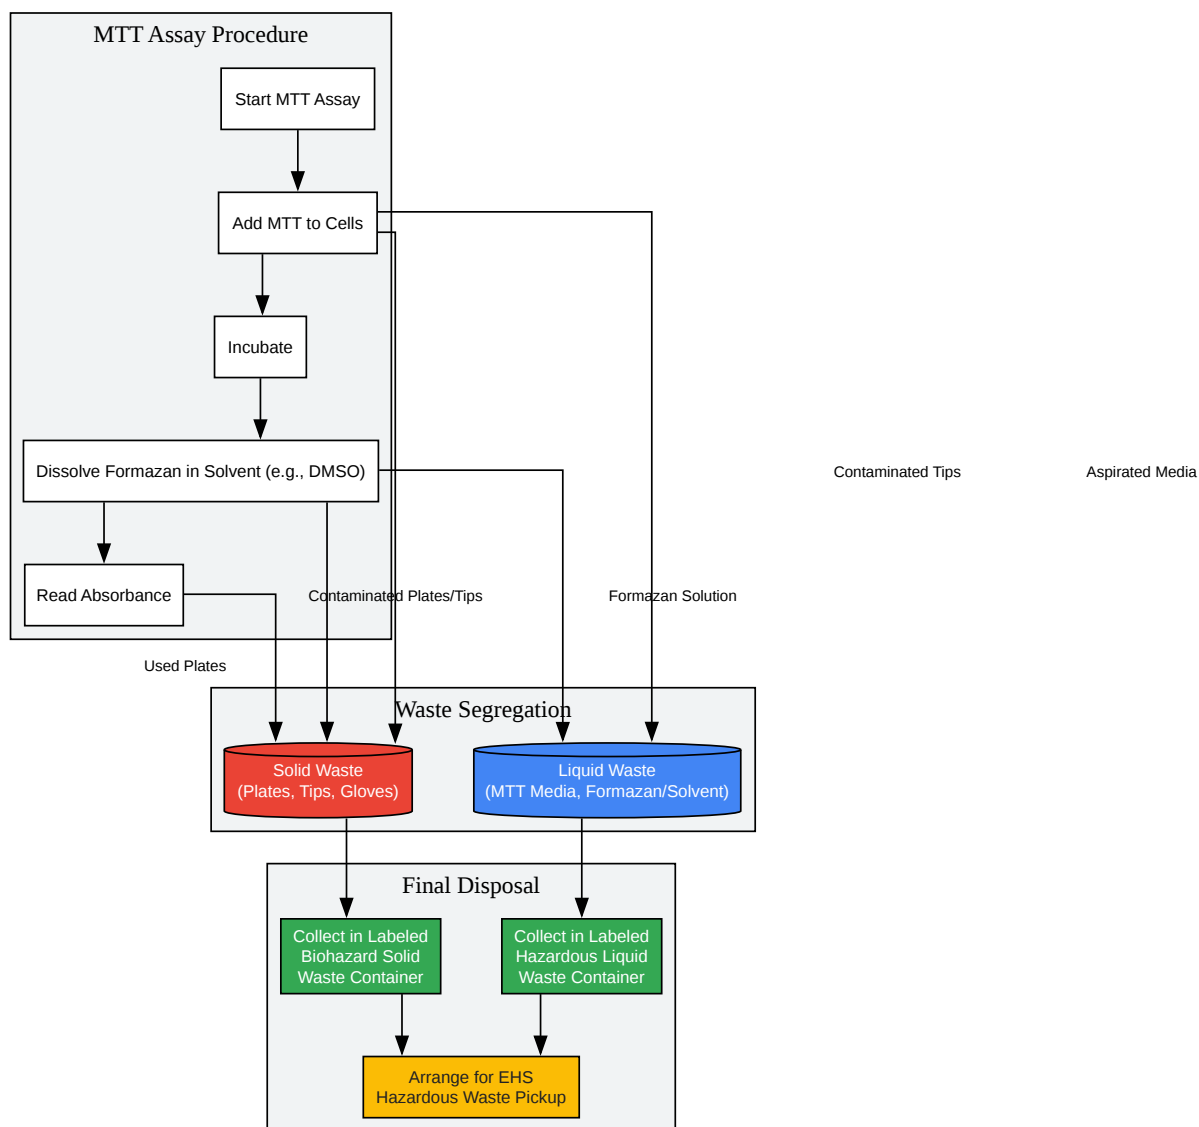 MTT Assay Procedure
Start MTT Assay
Add MTT to Cells
Incubate
Dissolve Formazan in Solvent (e.g., DMSO)
Contaminated Tips
Aspirated Media
Read Absorbance
Contaminated Plates/Tips
Formazan Solution
Used Plates
Waste Segregation
Solid Waste
(Plates, Tips, Gloves)
Liquid Waste
(MTT Media, Formazan/Solvent)
Final Disposal
Collect in Labeled
Biohazard Solid
Waste Container
Collect in Labeled
Hazardous Liquid
Waste Container
Arrange for EHS
Hazardous Waste Pickup